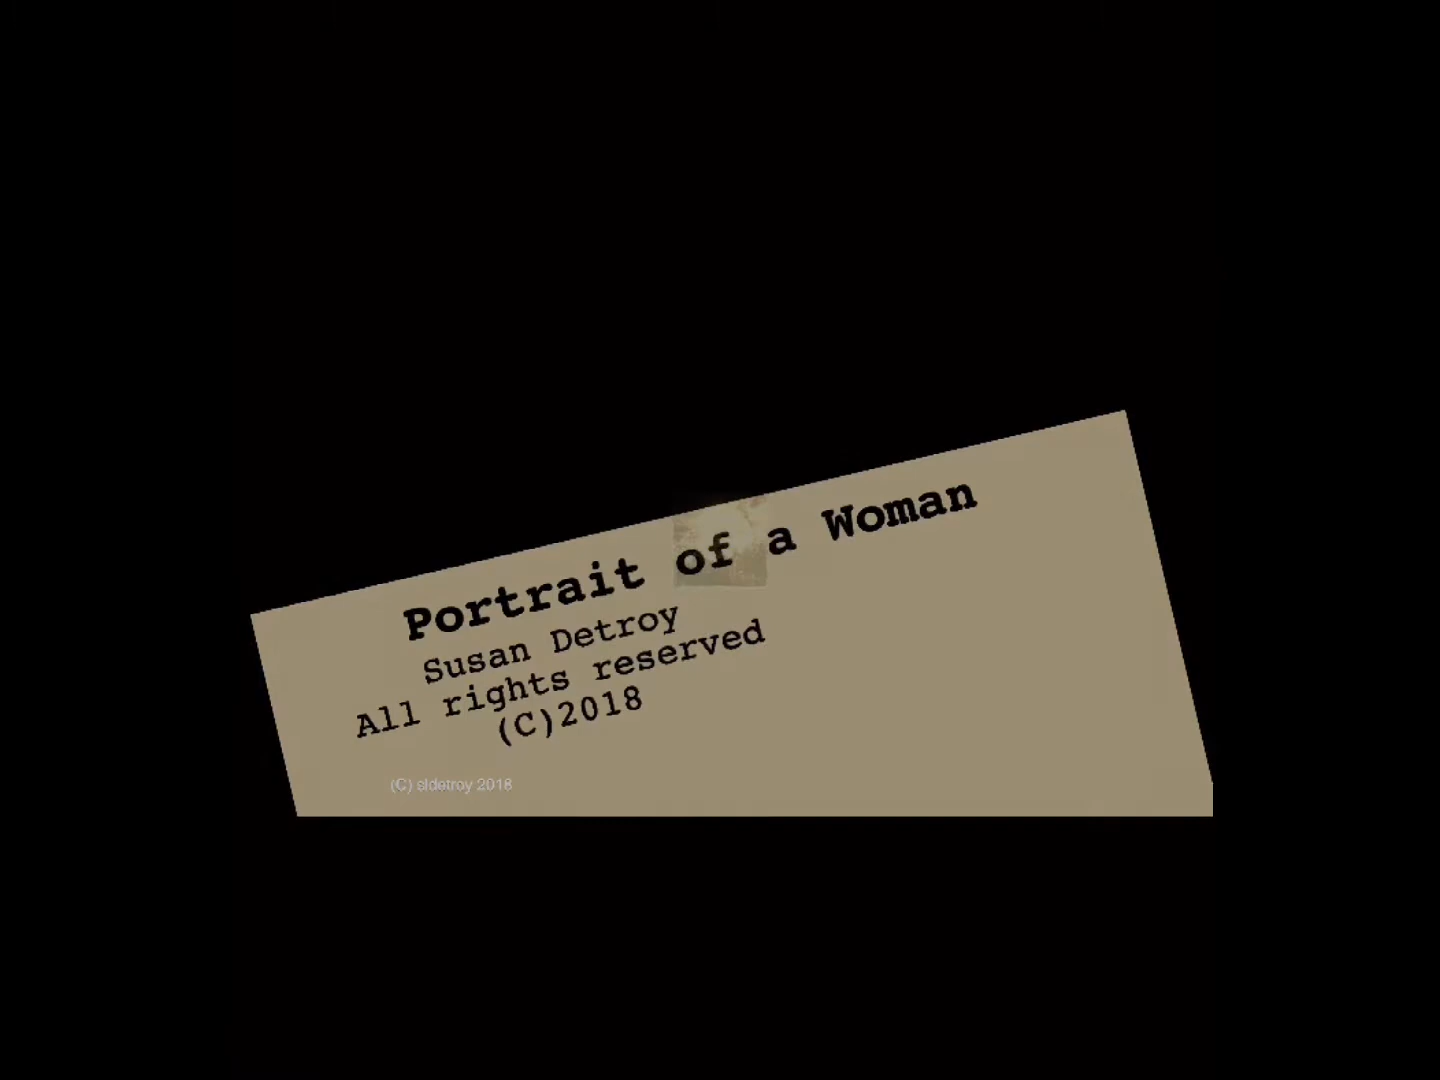 Portrait of a Woman
Susan Detroy
All rights reserved
(C)2018
(C) sldetroy 2018